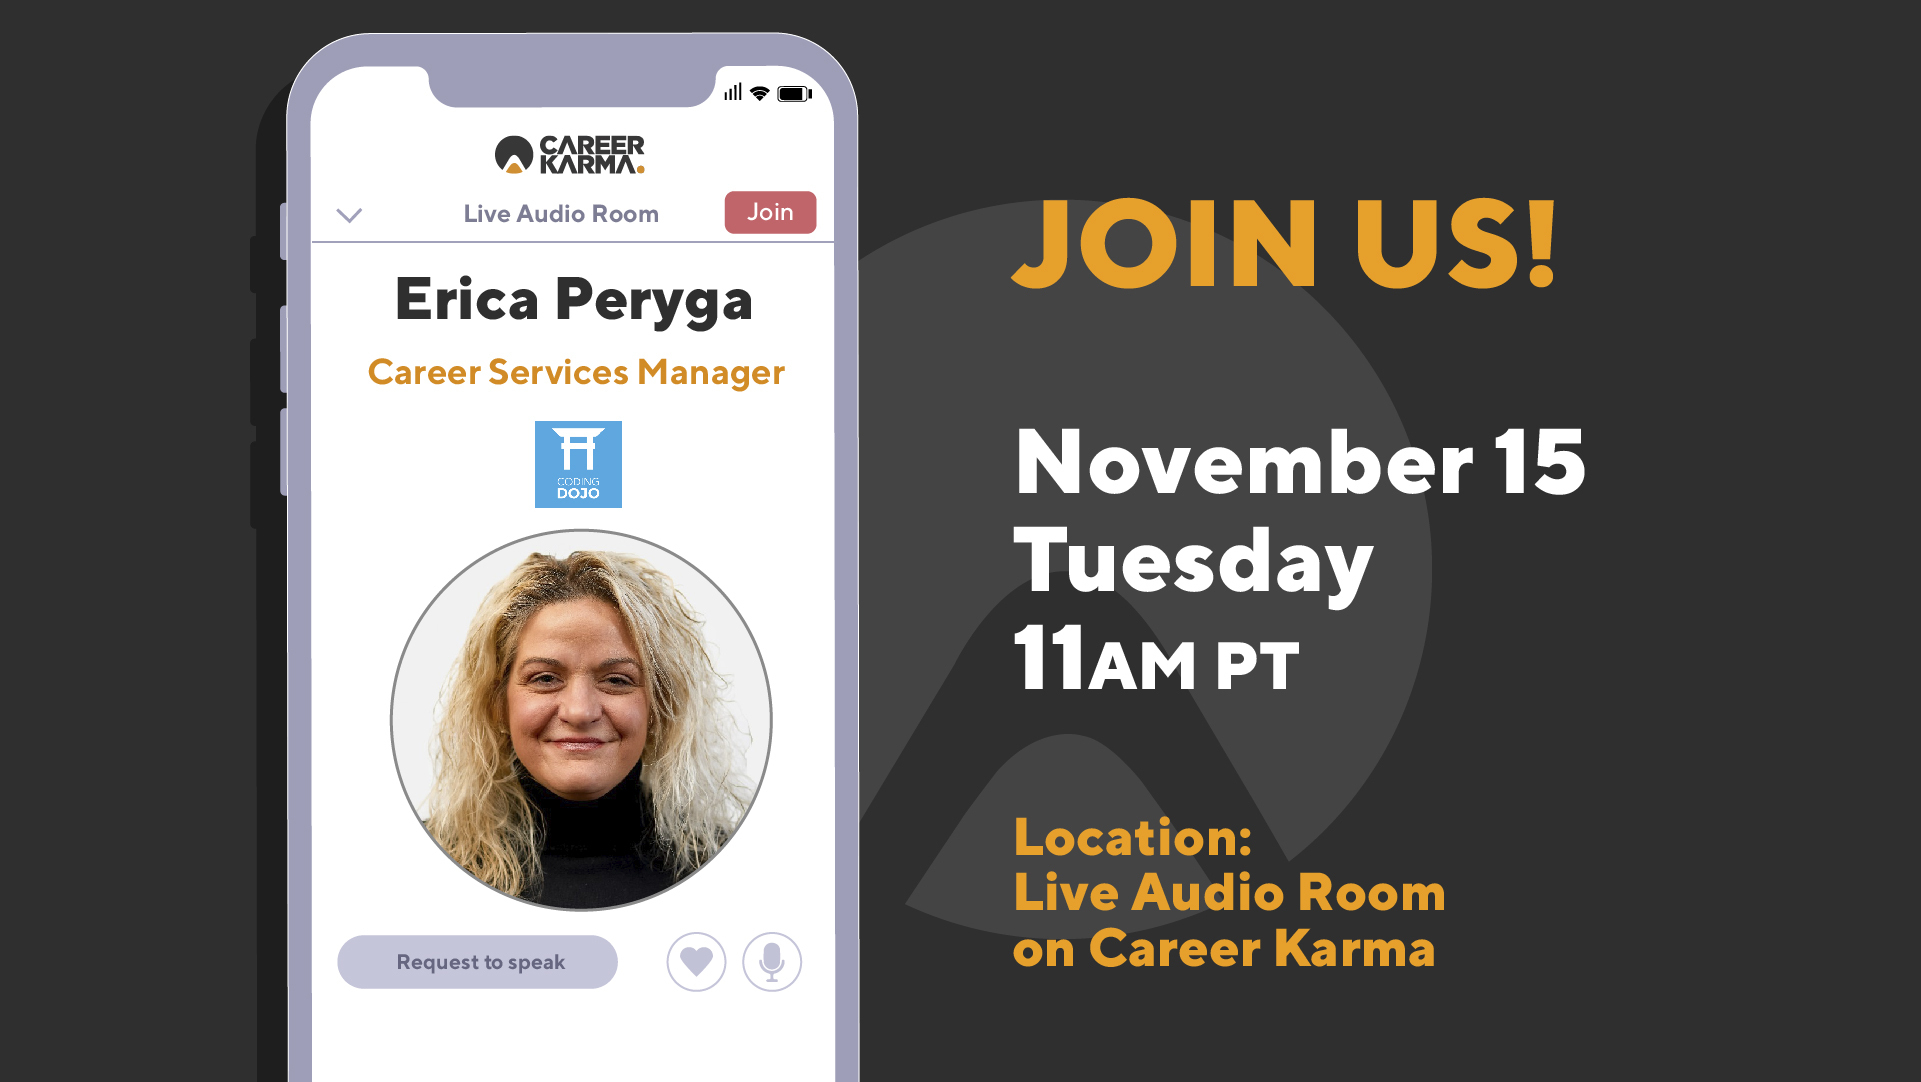 CAREER
KARMA.
Live Audio Room
Join
Erica Peryga
Career Services Manager
CODING
DOJO
Request to speak
JOIN US!
November 15
Tuesday
11AM PT
Location:
Live Audio Room
on Career Karma